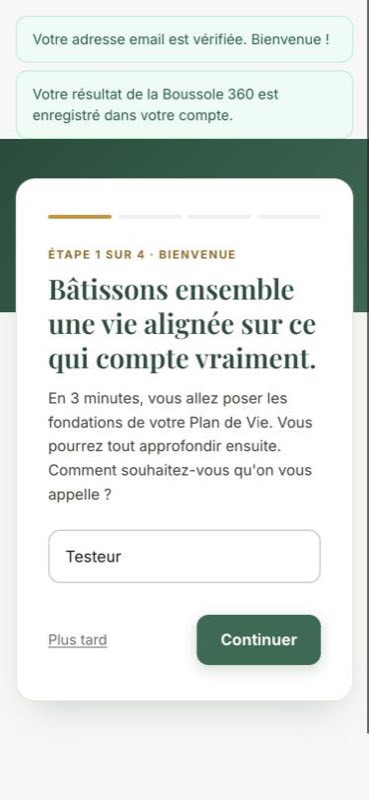 Votre adresse email est vérifiée. Bienvenue !
Votre résultat de la Boussole 360 est
enregistré dans votre compte.
ÉTAPE 1 SUR 4 · BIENVENUE
Bâtissons ensemble
une vie alignée sur ce
qui compte vraiment.
En 3 minutes, vous allez poser les
fondations de votre Plan de Vie. Vous
pourrez tout approfondir ensuite.
Comment souhaitez-vous qu'on vous
appelle ?
Testeur
Plus tard
Continuer